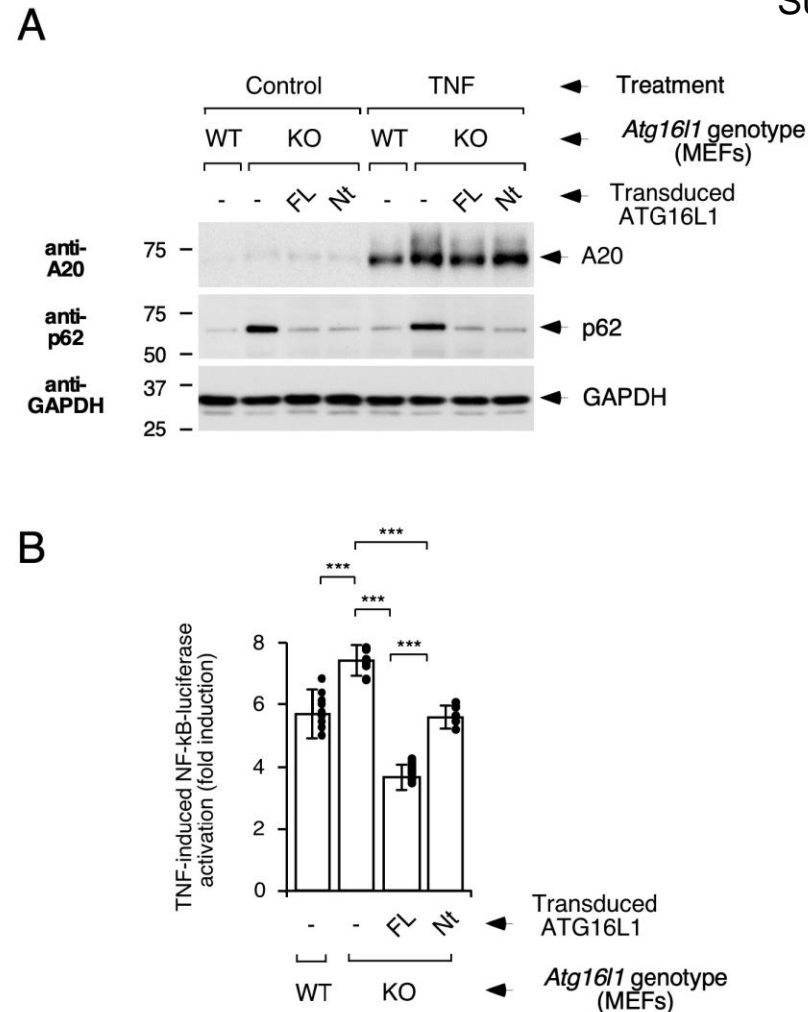 Su
A
Control TNF Treatment
WT KO WT KO Atg16l1 genotype
(MEFs)
- - FL Nt - - FL Nt Transduced
ATG16L1
anti-
A20
75 A20
anti-
p62
75
50
p62
anti-
GAPDH
37
25
GAPDH
B
***
***
***
***
TNF-induced NF-kB-luciferase
activation (fold induction)
8
6
4
2
0
- - FL Nt Transduced
ATG16L1
WT KO Atg16l1 genotype
(MEFs)